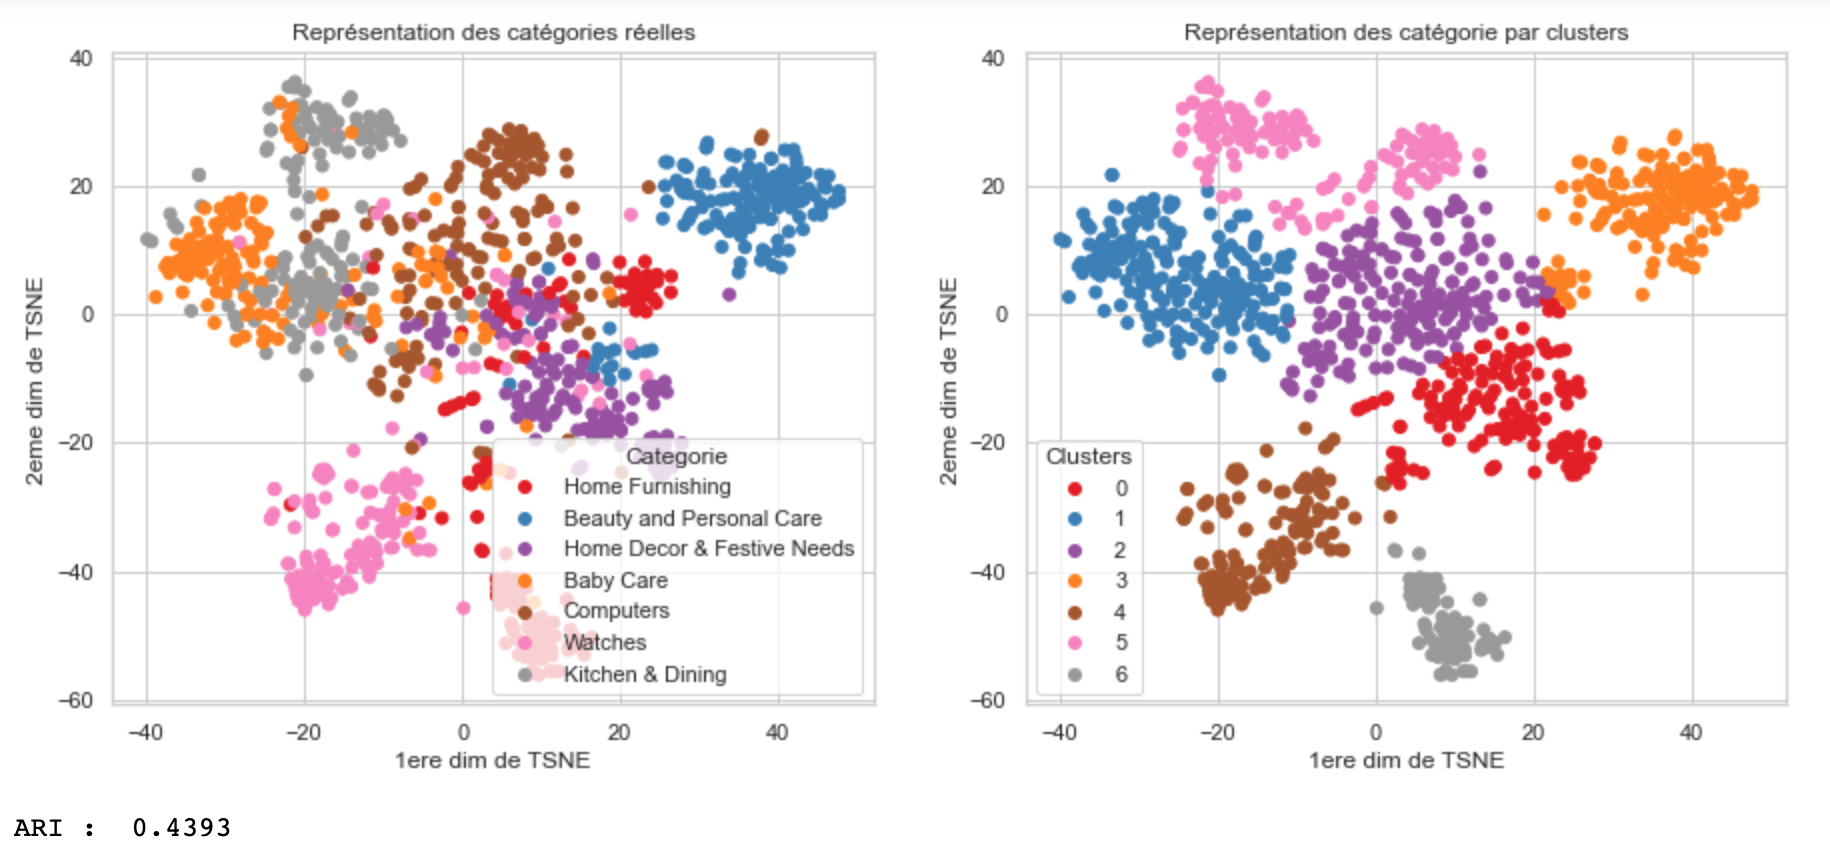 Représentation des catégories réelles
40
20
0
−20
−40
−60
2eme dim de TSNE
Categorie
Home Furnishing
Beauty and Personal Care
Home Decor & Festive Needs
Baby Care
Computers
Watches
Kitchen & Dining
−40
−20
0
20
40
1ere dim de TSNE
Représentation des catégorie par clusters
40
20
0
−20
−40
−60
2eme dim de TSNE
Clusters
0
1
2
3
4
5
6
−40
−20
0
20
40
1ere dim de TSNE
ARI : 0.4393